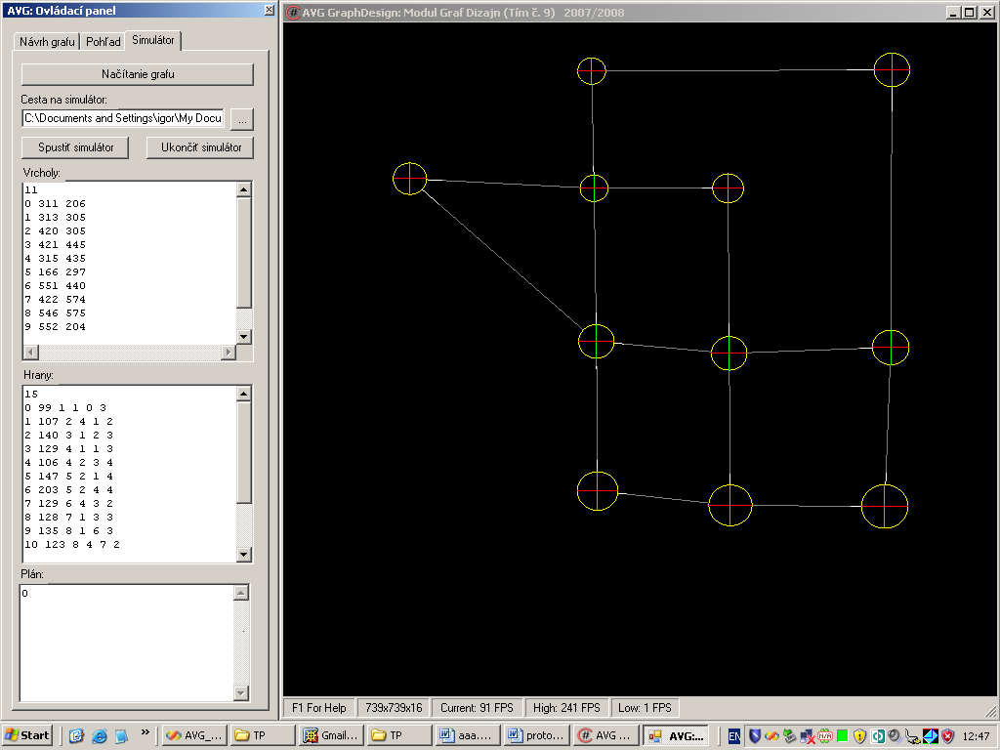 AVG: Ovládací panel
AVG GraphDesign: Modul Graf Dizajn (Tím č. 9) 2007/2008
Návrh grafu
Pohľad
Simulátor
Načítanie grafu
Cesta na simulátor:
C:\Documents and Settings\igor\My Docu
...
Spustiť simulátor
Ukončiť simulátor
Vrcholy:
11
0 311 206
1 313 305
2 420 305
3 421 445
4 315 435
5 166 297
6 551 440
7 422 574
8 546 575
9 552 204
Hrany:
15
0 99 1 1 0 3
1 107 2 4 1 2
2 140 3 1 2 3
3 129 4 1 1 3
4 106 4 2 3 4
5 147 5 2 1 4
6 203 5 2 4 4
7 129 6 4 3 2
8 128 7 1 3 3
9 135 8 1 6 3
10 123 8 4 7 2
Plán:
0
F1 For Help
739x739x16
Current: 91 FPS
High: 241 FPS
Low: 1 FPS
Start
»
AVG_...
TP
Gmail...
TP
aaa....
proto...
AVG ...
AVG:...
EN
12:47